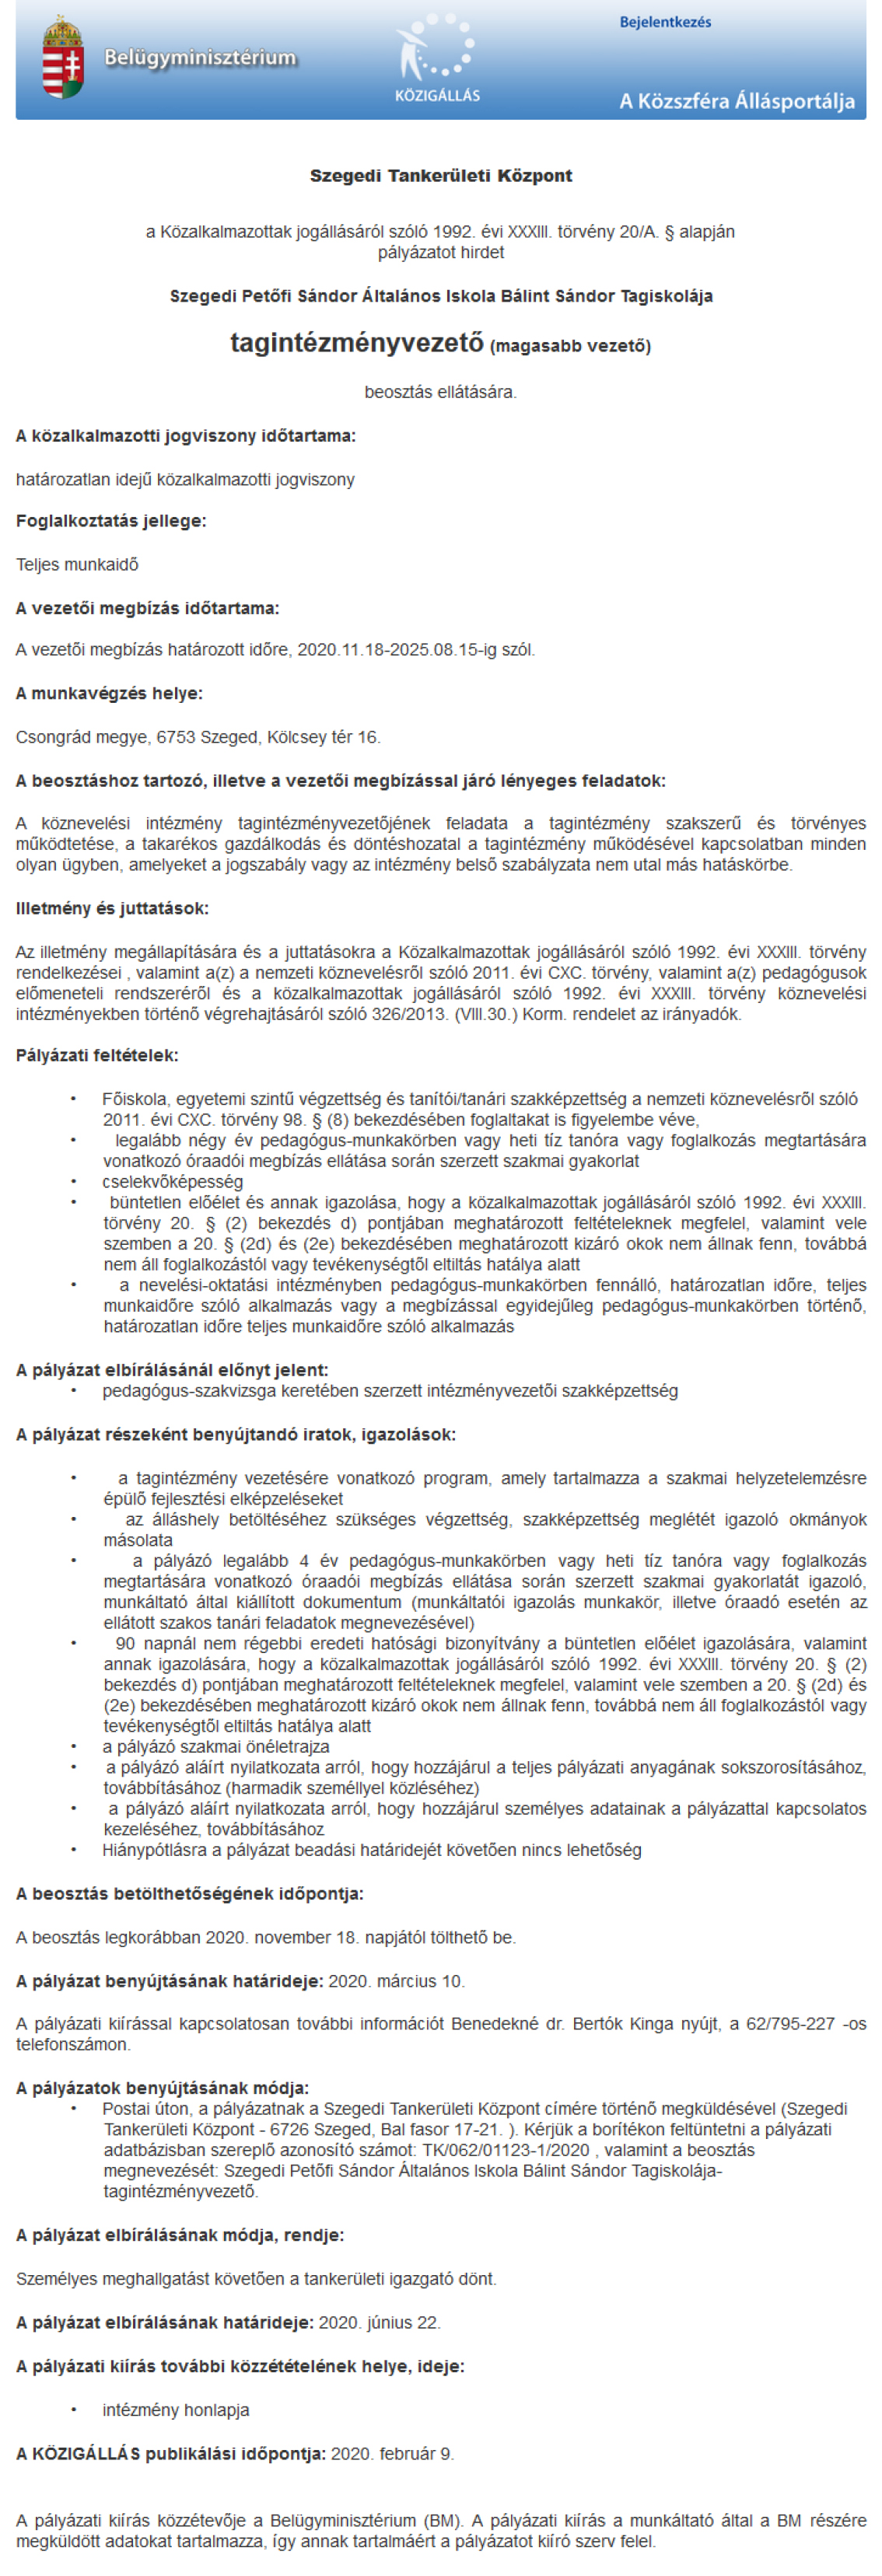 Bejelentkezés
Belügyminisztérium
KÖZIGÁLLÁS
A Közszféra Állásportálja
Szegedi Tankerületi Központ
a Közalkalmazottak jogállásáról szóló 1992. évi XXXIII. törvény 20/A. § alapján
pályázatot hirdet
Szegedi Petőfi Sándor Általános Iskola Bálint Sándor Tagiskolája
tagintézményvezető (magasabb vezető)
beosztás ellátására.
A közalkalmazotti jogviszony időtartama:
határozatlan idejű közalkalmazotti jogviszony
Foglalkoztatás jellege:
Teljes munkaidő
A vezetői megbízás időtartama:
A vezetői megbízás határozott időre, 2020.11.18-2025.08.15-ig szól.
A munkavégzés helye:
Csongrád megye, 6753 Szeged, Kölcsey tér 16.
A beosztáshoz tartozó, illetve a vezetői megbízással járó lényeges feladatok:
A köznevelési intézmény tagintézményvezetőjének feladata a tagintézmény szakszerű és törvényes
működtetése, a takarékos gazdálkodás és döntéshozatal a tagintézmény működésével kapcsolatban minden
olyan ügyben, amelyeket a jogszabály vagy az intézmény belső szabályzata nem utal más hatáskörbe.
Illetmény és juttatások:
Az illetmény megállapítására és a juttatásokra a Közalkalmazottak jogállásáról szóló 1992. évi XXXIII. törvény
rendelkezései , valamint a(z) a nemzeti köznevelésről szóló 2011. évi CXC. törvény, valamint a(z) pedagógusok
előmeneteli rendszeréről és a közalkalmazottak jogállásáról szóló 1992. évi XXXIII. törvény köznevelési
intézményekben történő végrehajtásáról szóló 326/2013. (VIII.30.) Korm. rendelet az irányadók.
Pályázati feltételek:
• Főiskola, egyetemi szintű végzettség és tanítói/tanári szakképzettség a nemzeti köznevelésről szóló
2011. évi CXC. törvény 98. § (8) bekezdésében foglaltakat is figyelembe véve,
• legalább négy év pedagógus-munkakörben vagy heti tíz tanóra vagy foglalkozás megtartására
vonatkozó óraadói megbízás ellátása során szerzett szakmai gyakorlat
• cselekvőképesség
• büntetlen előélet és annak igazolása, hogy a közalkalmazottak jogállásáról szóló 1992. évi XXXIII.
törvény 20. § (2) bekezdés d) pontjában meghatározott feltételeknek megfelel, valamint vele
szemben a 20. § (2d) és (2e) bekezdésében meghatározott kizáró okok nem állnak fenn, továbbá
nem áll foglalkozástól vagy tevékenységtől eltiltás hatálya alatt
• a nevelési-oktatási intézményben pedagógus-munkakörben fennálló, határozatlan időre, teljes
munkaidőre szóló alkalmazás vagy a megbízással egyidejűleg pedagógus-munkakörben történő,
határozatlan időre teljes munkaidőre szóló alkalmazás
A pályázat elbírálásánál előnyt jelent:
• pedagógus-szakvizsga keretében szerzett intézményvezetői szakképzettség
A pályázat részeként benyújtandó iratok, igazolások:
• a tagintézmény vezetésére vonatkozó program, amely tartalmazza a szakmai helyzetelemzésre
épülő fejlesztési elképzeléseket
• az álláshely betöltéséhez szükséges végzettség, szakképzettség meglétét igazoló okmányok
másolata
• a pályázó legalább 4 év pedagógus-munkakörben vagy heti tíz tanóra vagy foglalkozás
megtartására vonatkozó óraadói megbízás ellátása során szerzett szakmai gyakorlatát igazoló,
munkáltató által kiállított dokumentum (munkáltatói igazolás munkakör, illetve óraadó esetén az
ellátott szakos tanári feladatok megnevezésével)
• 90 napnál nem régebbi eredeti hatósági bizonyítvány a büntetlen előélet igazolására, valamint
annak igazolására, hogy a közalkalmazottak jogállásáról szóló 1992. évi XXXIII. törvény 20. § (2)
bekezdés d) pontjában meghatározott feltételeknek megfelel, valamint vele szemben a 20. § (2d) és
(2e) bekezdésében meghatározott kizáró okok nem állnak fenn, továbbá nem áll foglalkozástól vagy
tevékenységtől eltiltás hatálya alatt
• a pályázó szakmai önéletrajza
• a pályázó aláírt nyilatkozata arról, hogy hozzájárul a teljes pályázati anyagának sokszorosításához,
továbbításához (harmadik személlyel közléséhez)
• a pályázó aláírt nyilatkozata arról, hogy hozzájárul személyes adatainak a pályázattal kapcsolatos
kezeléséhez, továbbításához
• Hiánypótlásra a pályázat beadási határidejét követően nincs lehetőség
A beosztás betölthetőségének időpontja:
A beosztás legkorábban 2020. november 18. napjától tölthető be.
A pályázat benyújtásának határideje: 2020. március 10.
A pályázati kiírással kapcsolatosan további információt Benedekné dr. Bertók Kinga nyújt, a 62/795-227 -os
telefonszámon.
A pályázatok benyújtásának módja:
• Postai úton, a pályázatnak a Szegedi Tankerületi Központ címére történő megküldésével (Szegedi
Tankerületi Központ - 6726 Szeged, Bal fasor 17-21. ). Kérjük a borítékon feltüntetni a pályázati
adatbázisban szereplő azonosító számot: TK/062/01123-1/2020 , valamint a beosztás
megnevezését: Szegedi Petőfi Sándor Általános Iskola Bálint Sándor Tagiskolája-
tagintézményvezető.
A pályázat elbírálásának módja, rendje:
Személyes meghallgatást követően a tankerületi igazgató dönt.
A pályázat elbírálásának határideje: 2020. június 22.
A pályázati kiírás további közzétételének helye, ideje:
• intézmény honlapja
A KÖZIGÁLLÁS publikálási időpontja: 2020. február 9.
A pályázati kiírás közzétevője a Belügyminisztérium (BM). A pályázati kiírás a munkáltató által a BM részére
megküldött adatokat tartalmazza, így annak tartalmáért a pályázatot kiíró szerv felel.